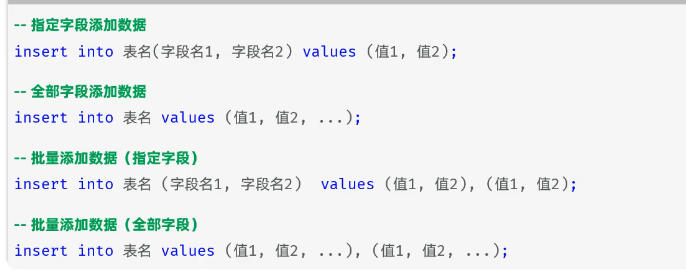 -- 指定字段添加数据
insert into 表名(字段名1, 字段名2) values (值1, 值2);
-- 全部字段添加数据
insert into 表名 values (值1, 值2, ...);
-- 批量添加数据（指定字段）
insert into 表名 (字段名1, 字段名2)  values (值1, 值2), (值1, 值2);
-- 批量添加数据（全部字段）
insert into 表名 values (值1, 值2, ...), (值1, 值2, ...);